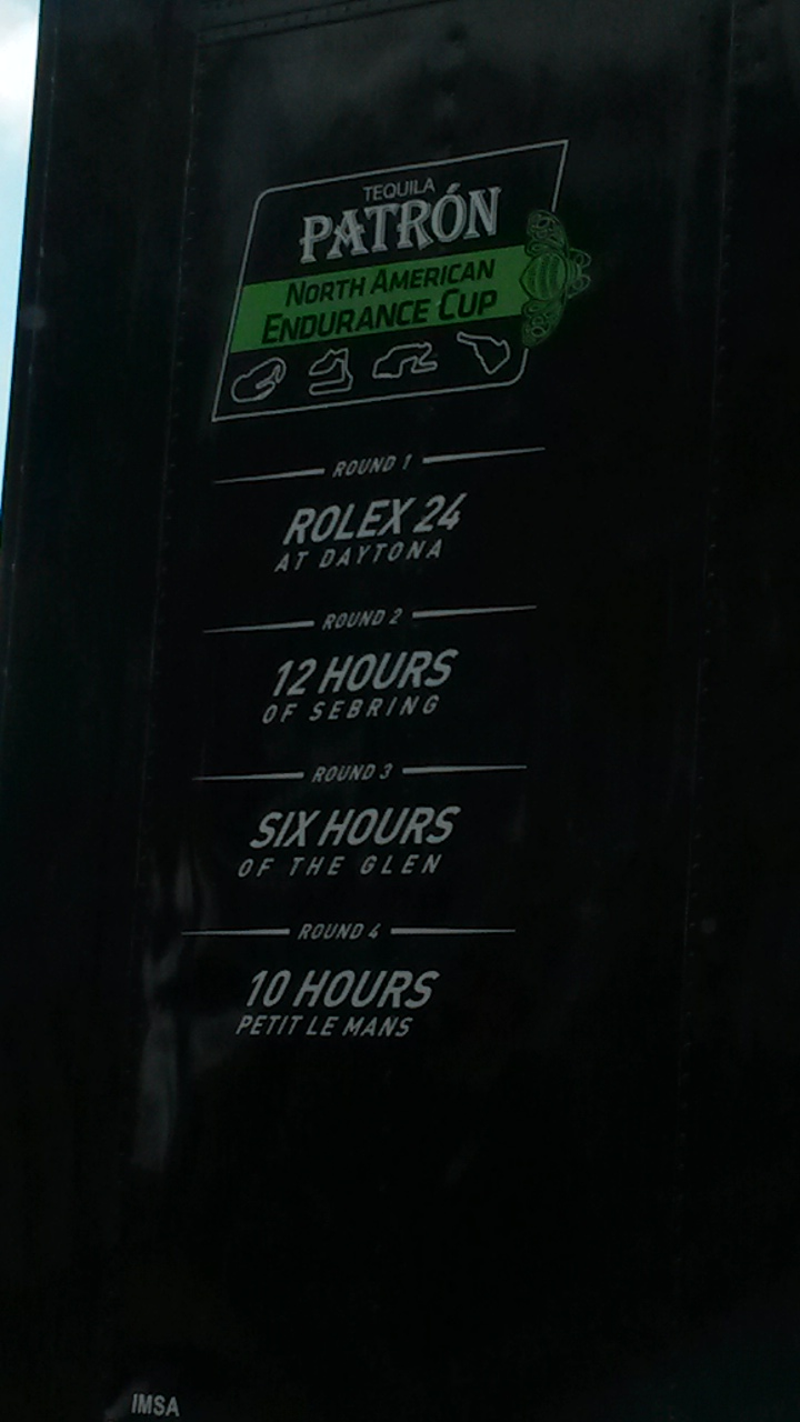 TEQUILA
PATRÓN
NORTH AMERICAN
ENDURANCE CUP
ROUND 1
ROLEX 24
AT DAYTONA
ROUND 2
12 HOURS
OF SEBRING
ROUND 3
SIX HOURS
OF THE GLEN
ROUND 4
10 HOURS
PETIT LE MANS
IMSA